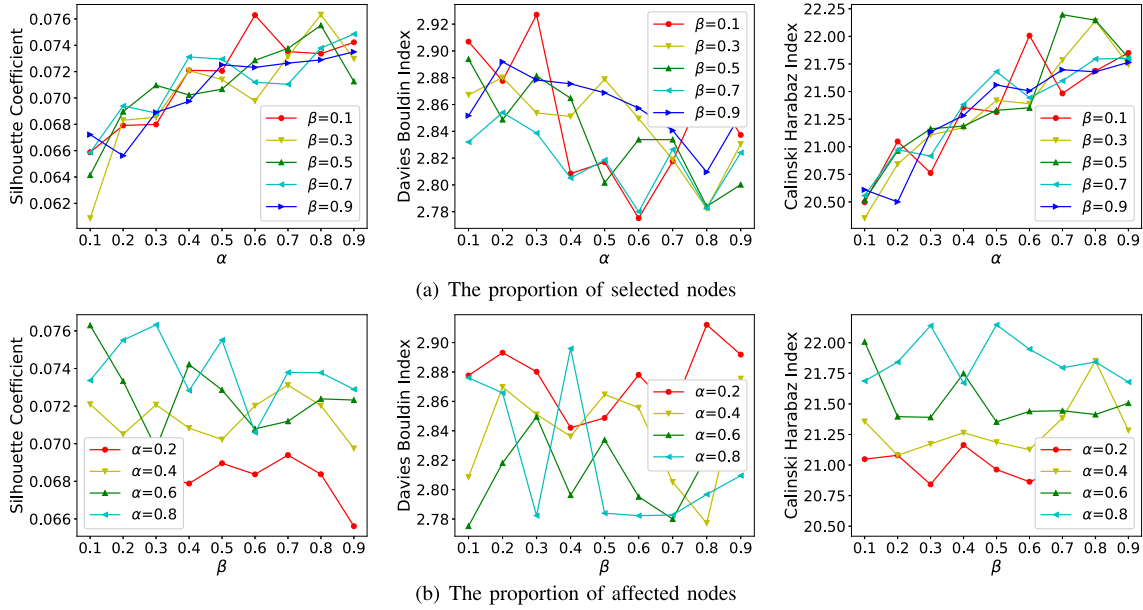 Silhouette Coefficient
0.076
0.074
0.072
0.070
0.068
0.066
0.064
0.062
β=0.1
β=0.3
β=0.5
β=0.7
β=0.9
0.1 0.2 0.3 0.4 0.5 0.6 0.7 0.8 0.9
α
Davies Bouldin Index
2.92
2.90
2.88
2.86
2.84
2.82
2.80
2.78
β=0.1
β=0.3
β=0.5
β=0.7
β=0.9
0.1 0.2 0.3 0.4 0.5 0.6 0.7 0.8 0.9
α
Calinski Harabaz Index
22.25
22.00
21.75
21.50
21.25
21.00
20.75
20.50
β=0.1
β=0.3
β=0.5
β=0.7
β=0.9
0.1 0.2 0.3 0.4 0.5 0.6 0.7 0.8 0.9
α
(a) The proportion of selected nodes
Silhouette Coefficient
0.076
0.074
0.072
0.070
0.068
0.066
α=0.2
α=0.4
α=0.6
α=0.8
0.1 0.2 0.3 0.4 0.5 0.6 0.7 0.8 0.9
β
Davies Bouldin Index
2.90
2.88
2.86
2.84
2.82
2.80
2.78
α=0.2
α=0.4
α=0.6
α=0.8
0.1 0.2 0.3 0.4 0.5 0.6 0.7 0.8 0.9
β
Calinski Harabaz Index
22.00
21.75
21.50
21.25
21.00
20.75
20.50
α=0.2
α=0.4
α=0.6
α=0.8
0.1 0.2 0.3 0.4 0.5 0.6 0.7 0.8 0.9
β
(b) The proportion of affected nodes